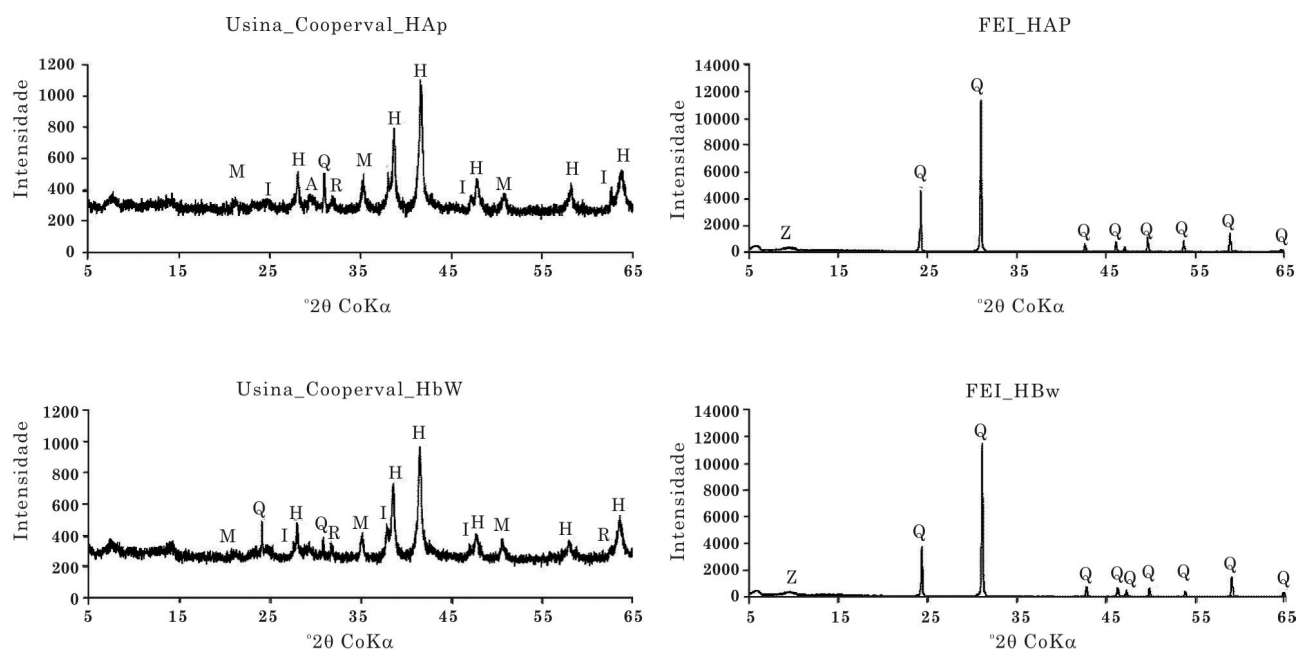 Usina_Cooperval_HAp
Intensidade
1200
1000
800
600
400
200
0
M I H A Q R M H H I H M H I H
5 15 25 35 45 55 65
°2θ CoKα
FEI_HAP
Intensidade
14000
12000
10000
8000
6000
4000
2000
0
Z Q Q Q Q Q Q Q Q
5 15 25 35 45 55 65
°2θ CoKα
Usina_Cooperval_HbW
Intensidade
1200
1000
800
600
400
200
0
M Q I H Q R M I H H I H M H R H
5 15 25 35 45 55 65
°2θ CoKα
FEI_HBw
Intensidade
14000
12000
10000
8000
6000
4000
2000
0
Z Q Q Q Q Q Q Q Q Q
5 15 25 35 45 55 65
°2θ CoKα